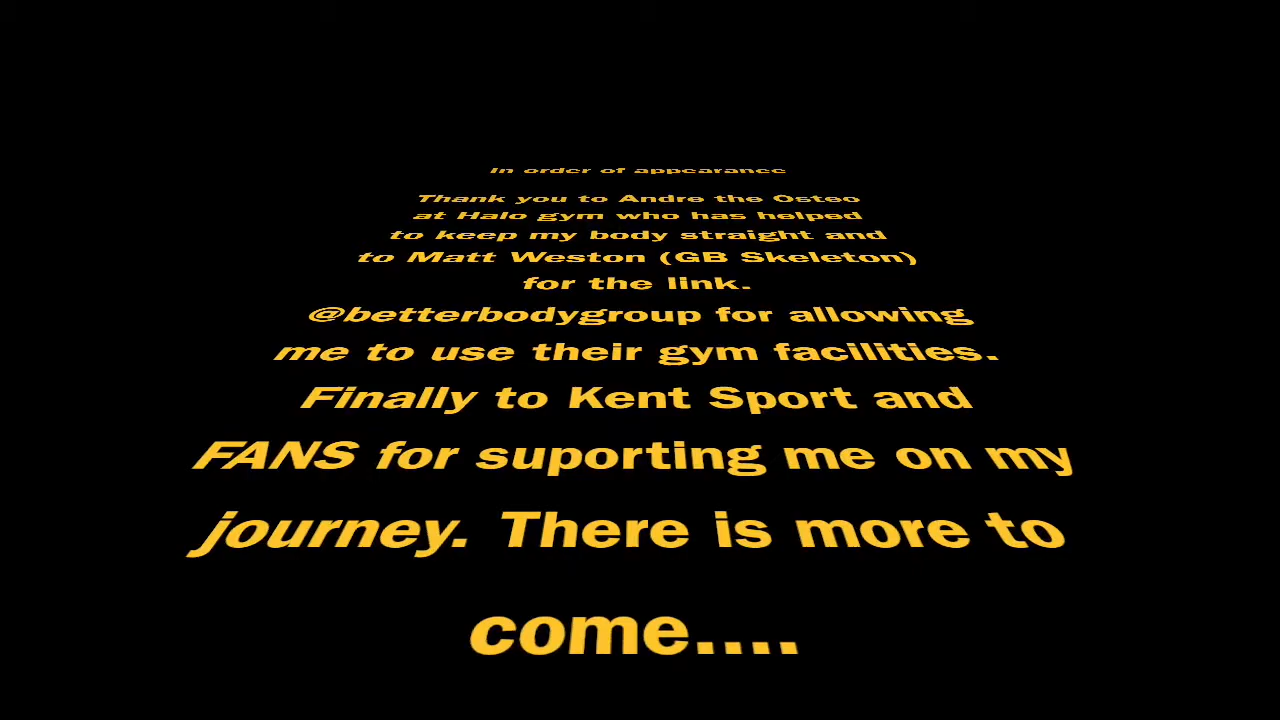 In order of appearance
Thank you to Andre the Osteo
at Halo gym who has helped
to keep my body straight and
to Matt Weston (GB Skeleton)
for the link.
@betterbodygroup for allowing
me to use their gym facilities.
Finally to Kent Sport and
FANS for suporting me on my
journey. There is more to
come....